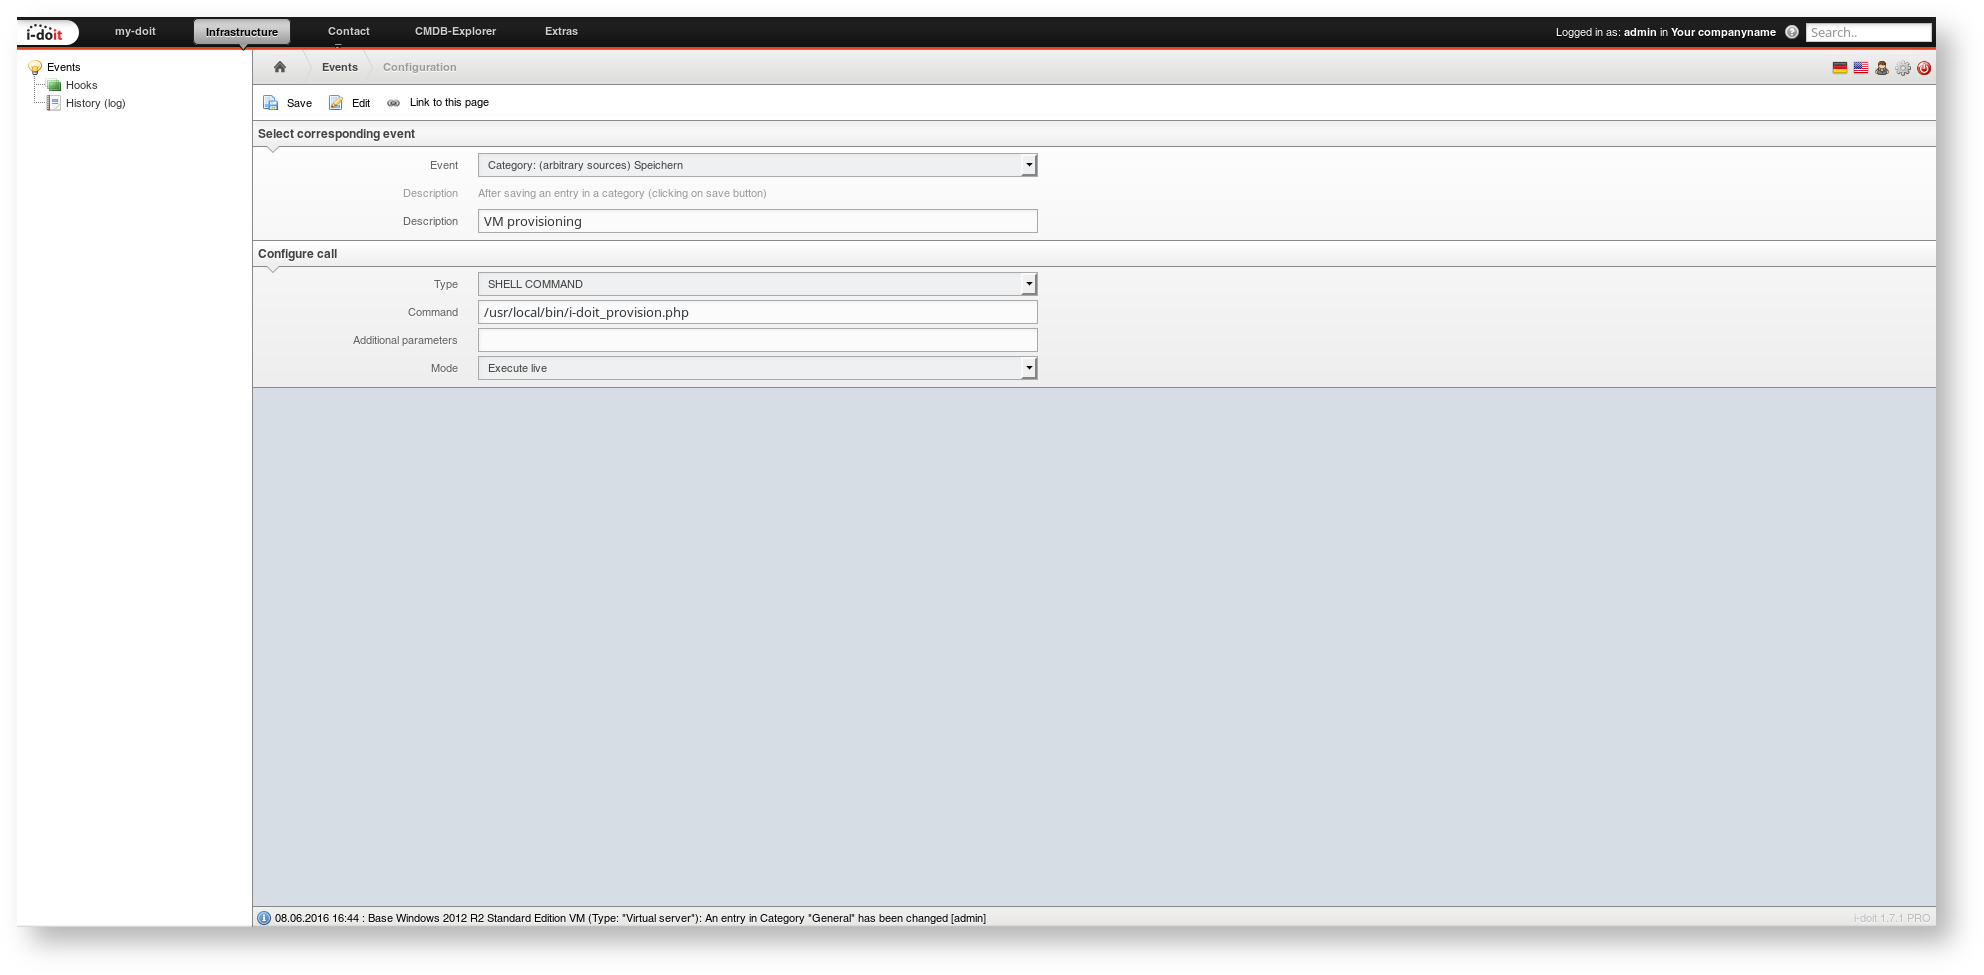 i-doit my-doit Infrastructure Contact CMDB-Explorer Extras Logged in as: admin in Your companyname Search..
Events
Hooks
History (log)
Events Configuration
Save Edit Link to this page
Select corresponding event
Event Category: (arbitrary sources) Speichern
Description After saving an entry in a category (clicking on save button)
Description VM provisioning
Configure call
Type SHELL COMMAND
Command /usr/local/bin/i-doit_provision.php
Additional parameters
Mode Execute live
08.06.2016 16:44 : Base Windows 2012 R2 Standard Edition VM (Type: "Virtual server"): An entry in Category "General" has been changed [admin] i-doit 1.7.1 PRO